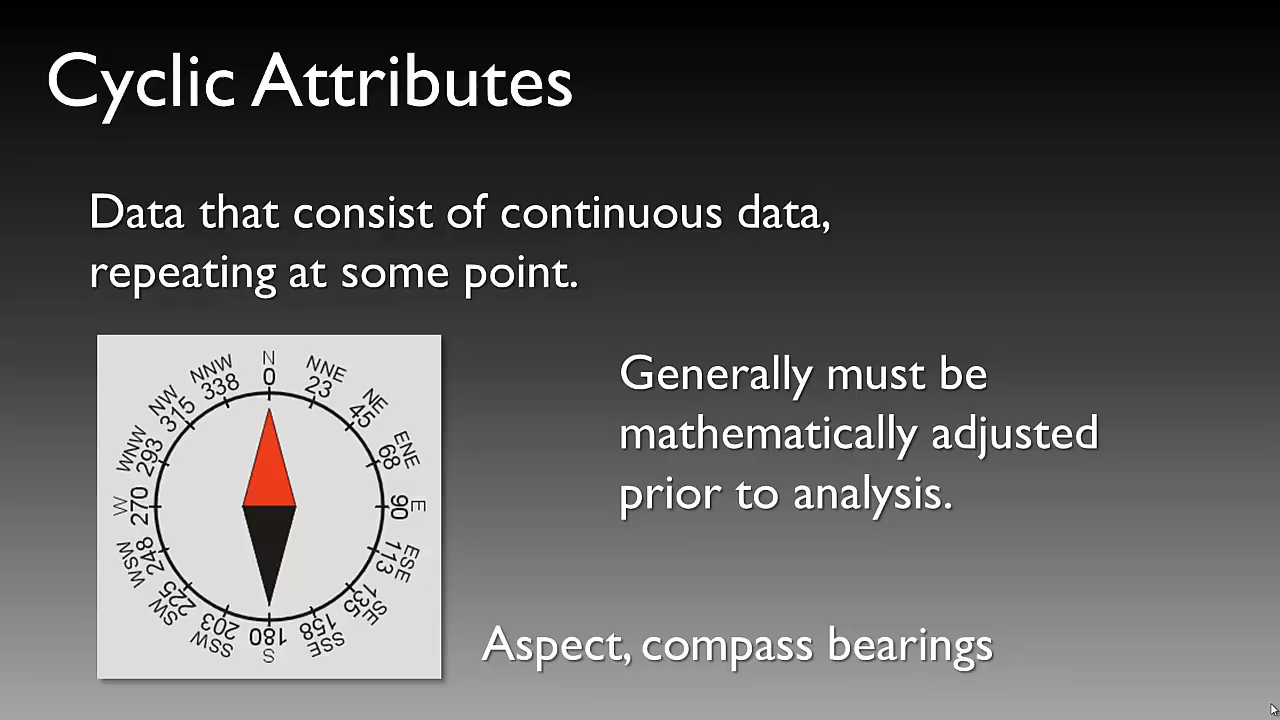 Cyclic Attributes
Data that consist of continuous data,
repeating at some point.
N
0
NNE
23
NE
45
ENE
68
E
90
ESE
113
SE
135
SSE
158
S
180
SSW
203
SW
225
WSW
248
W
270
WNW
293
NW
315
NNW
338
Generally must be
mathematically adjusted
prior to analysis.
Aspect, compass bearings